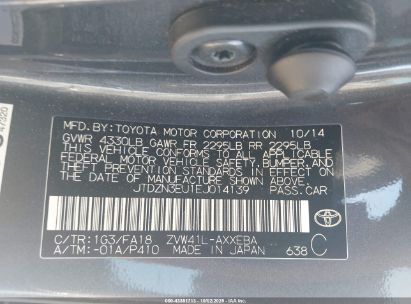 47320
MFD.BY:TOYOTA MOTOR CORPORATION 10/14
GVWR 4330LB GAWR FR 2295LB RR 2295LB
THIS VEHICLE CONFORMS TO ALL APPLICABLE
FEDERAL MOTOR VEHICLE SAFETY, BUMPER, AND
THEFT PREVENTION STANDARDS IN EFFECT ON
THE DATE OF MANUFACTURE SHOWN ABOVE.
JTDZN3EU1EJ014139 PASS.CAR
C/TR:1G3/FA18 ZVW41L-AXXEBA
A/TM:-01A/P410 MADE IN JAPAN 638 C